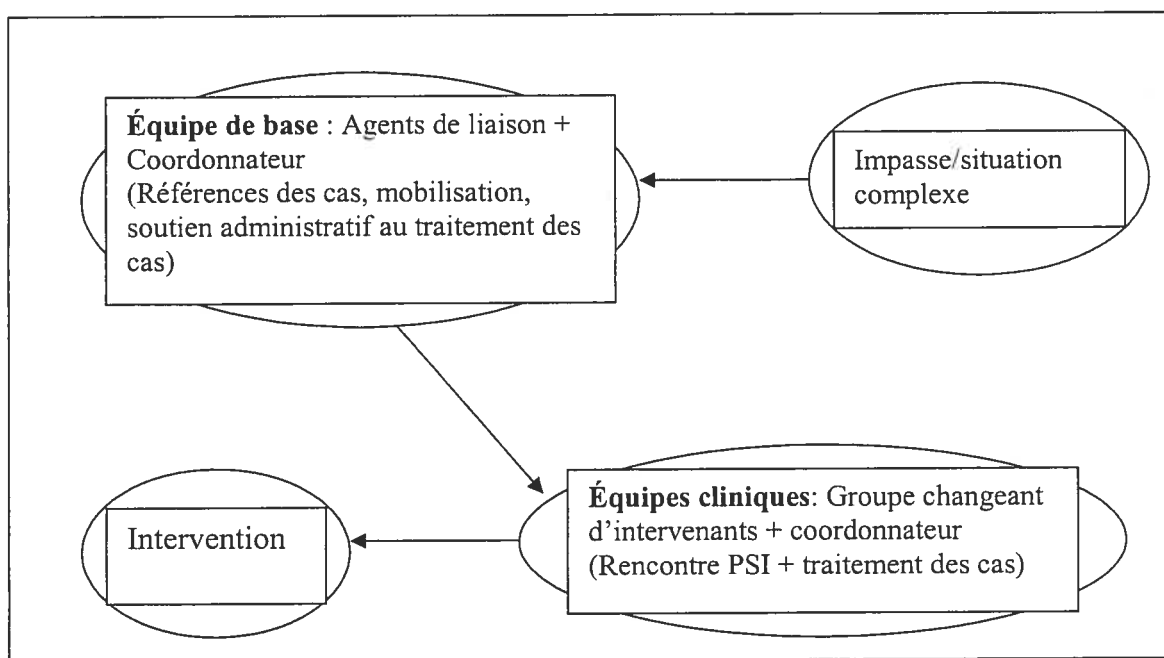 Équipe de base : Agents de liaison +
Coordonnateur
(Références des cas, mobilisation,
soutien administratif au traitement des
cas)
Impasse/situation
complexe
Intervention
Équipes cliniques: Groupe changeant
d'intervenants + coordonnateur
(Rencontre PSI + traitement des cas)